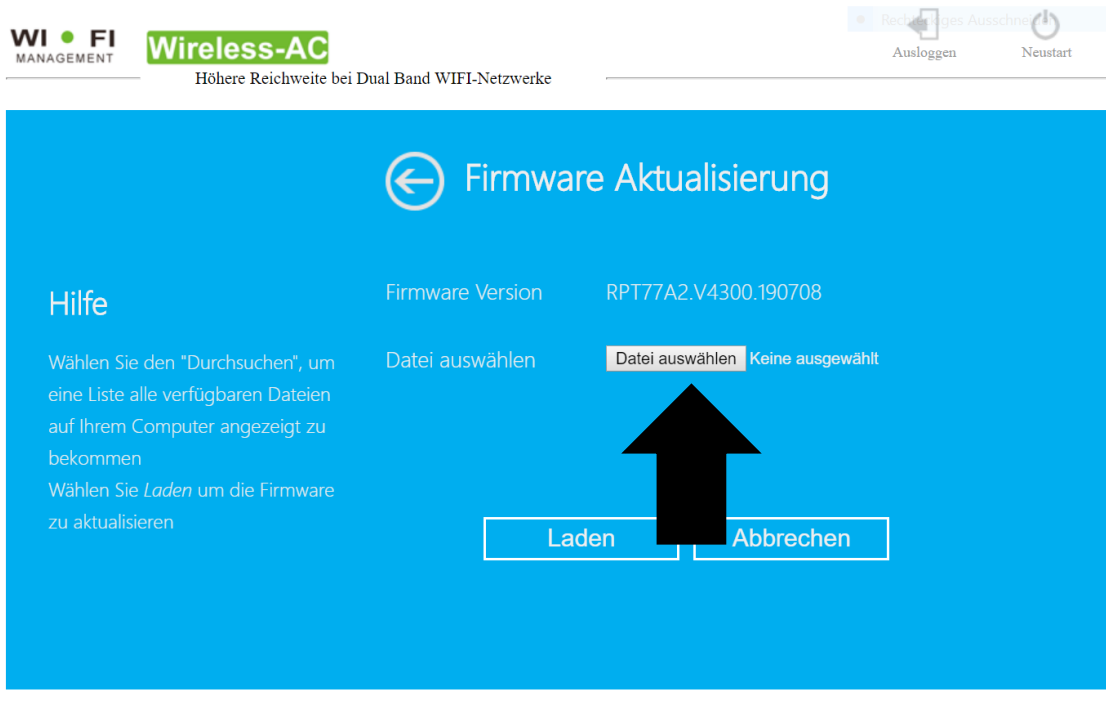 WI FI
MANAGEMENT
Wireless-AC
Höhere Reichweite bei Dual Band WIFI-Netzwerke
Ausloggen
Neustart
Firmware Aktualisierung
Hilfe
Wählen Sie den "Durchsuchen", um
eine Liste alle verfügbaren Dateien
auf Ihrem Computer angezeigt zu
bekommen
Wählen Sie Laden um die Firmware
zu aktualisieren
Firmware Version RPT77A2.V4300.190708
Datei auswählen Datei auswählen Keine ausgewählt
Laden Abbrechen